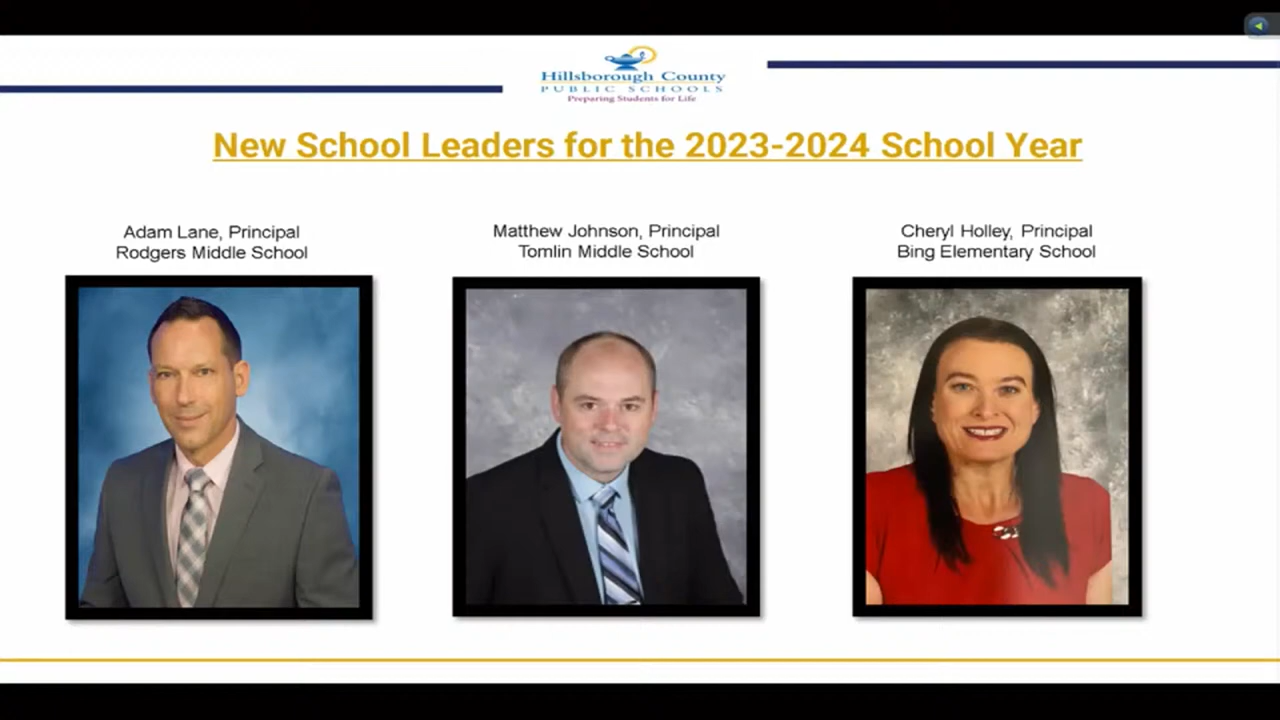 Hillsborough County
PUBLIC SCHOOLS
Preparing Students for Life
New School Leaders for the 2023-2024 School Year
Adam Lane, Principal
Rodgers Middle School
Matthew Johnson, Principal
Tomlin Middle School
Cheryl Holley, Principal
Bing Elementary School